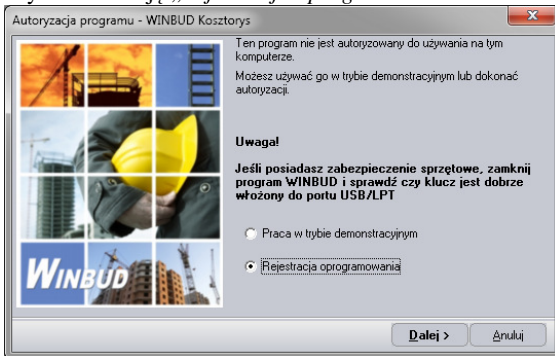 Autoryzacja programu - WINBUD Kosztorys
Ten program nie jest autoryzowany do używania na tym
komputerze.
Możesz używać go w trybie demonstracyjnym lub dokonać
autoryzacji.
Uwaga!
Jeśli posiadasz zabezpieczenie sprzętowe, zamknij
program WINBUD i sprawdź czy klucz jest dobrze
włożony do portu USB/LPT
Praca w trybie demonstracyjnym
Rejestracja oprogramowania
WINBUD
Dalej >
Anuluj